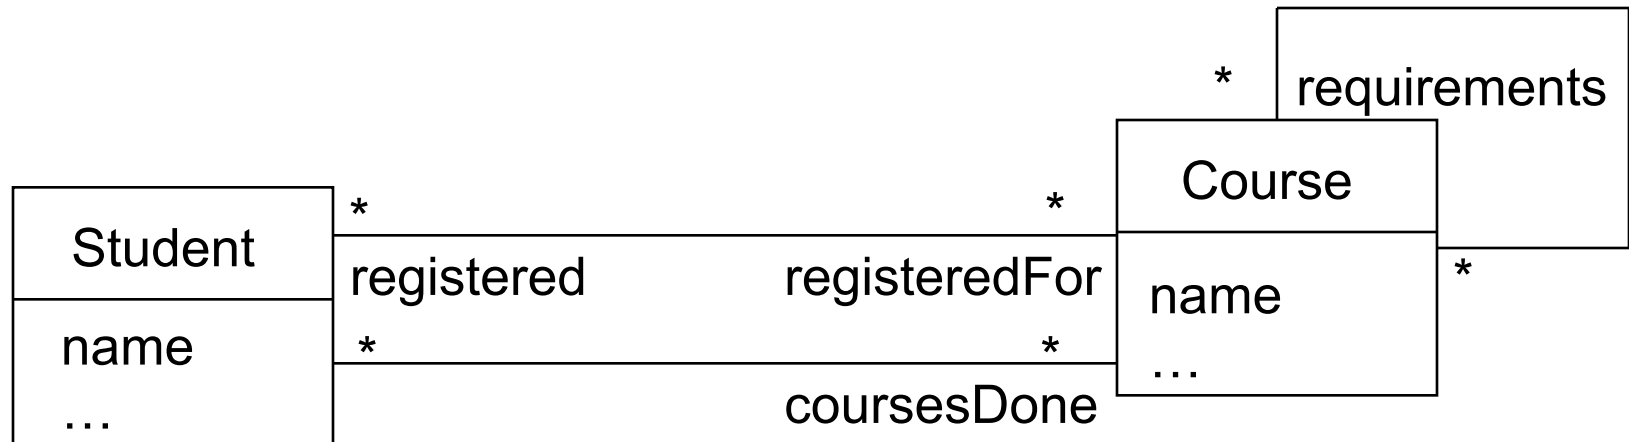 *
requirements
Course
*
*
Student
registered
registeredFor
*
name
name
*
*
...
...
coursesDone